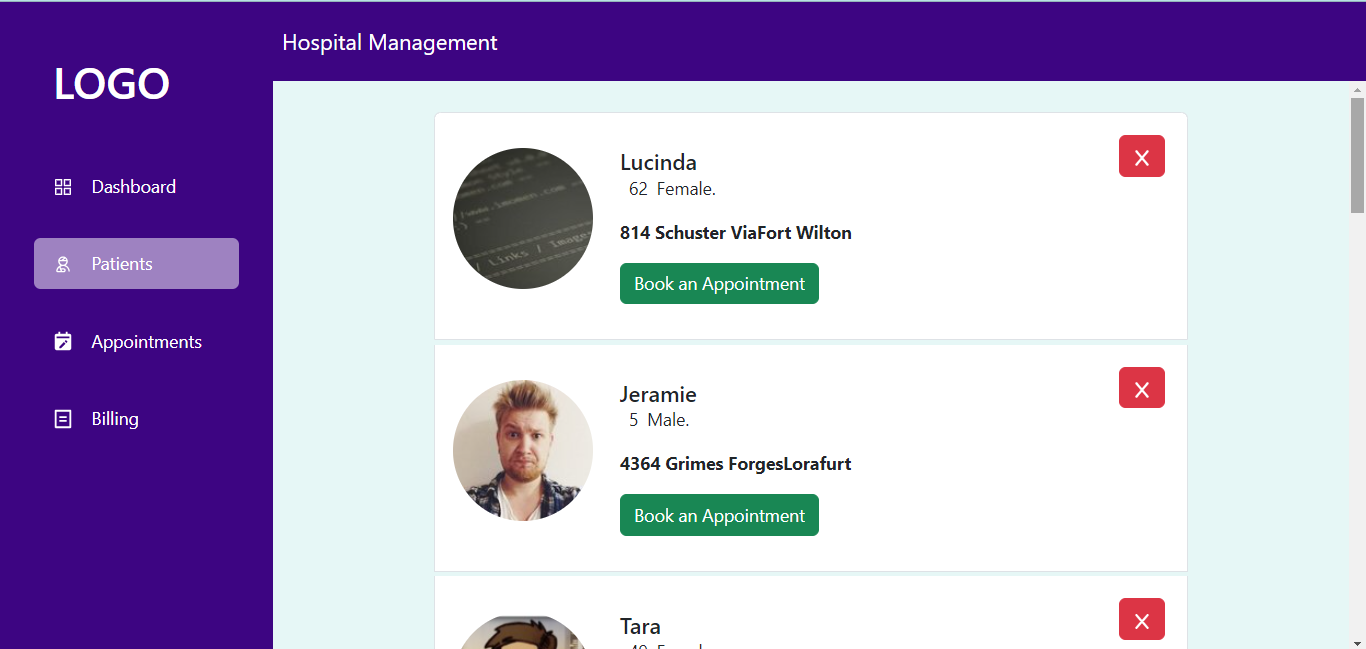 Hospital Management
LOGO
Dashboard
Patients
Appointments
Billing
Lucinda
62 Female.
814 Schuster ViaFort Wilton
Book an Appointment
X
Jeramie
5 Male.
4364 Grimes ForgesLorafurt
Book an Appointment
X
Tara
X